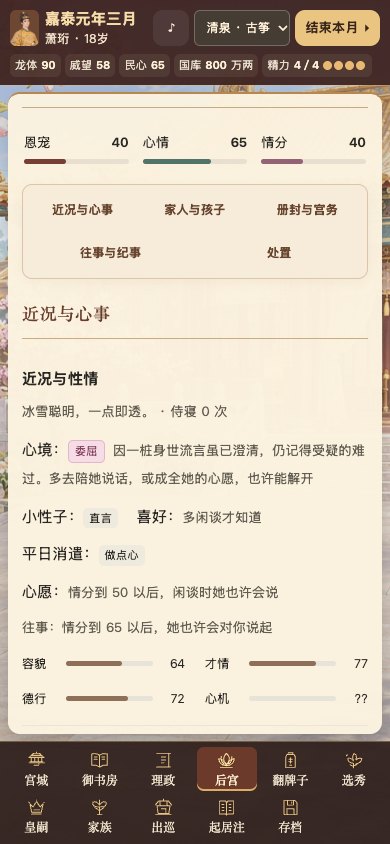 嘉泰元年三月
萧珩 · 18岁
♪
清泉 · 古筝
结束本月
龙体 90
威望 58
民心 65
国库 800 万两
精力 4 / 4
恩宠 40
心情 65
情分 40
近况与心事
家人与孩子
册封与宫务
往事与纪事
处置
近况与心事
近况与性情
冰雪聪明，一点即透。 · 侍寝 0 次
心境： 委屈 因一桩身世流言虽已澄清，仍记得受疑的难
过。多去陪她说话，或成全她的心愿，也许能解开
小性子： 直言 喜好：多闲谈才知道
平日消遣： 做点心
心愿：情分到 50 以后，闲谈时她也许会说
往事：情分到 65 以后，她也许会对你说起
容貌 64 才情 77
德行 72 心机 ??
宫城
御书房
理政
后宫
翻牌子
选秀
皇嗣
家族
出巡
起居注
存档